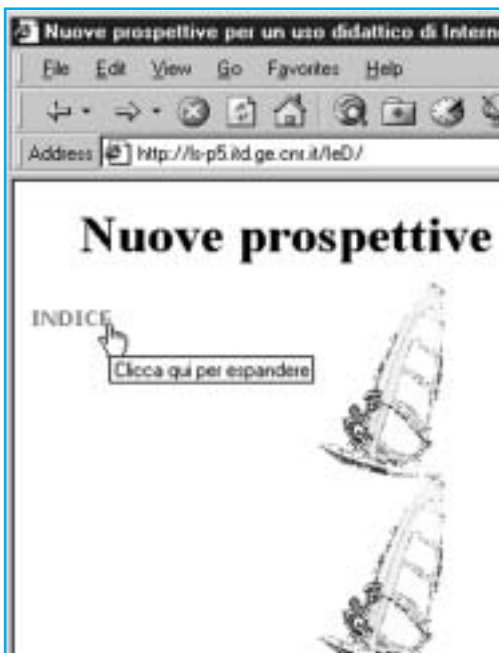 Nuove prospettive per un uso didattico di Intern
File Edit View Go Favorites Help
Address http://ls-p5.itd.ge.cnr.it/IeD/
Nuove prospettive
INDICE
Clicca qui per espandere